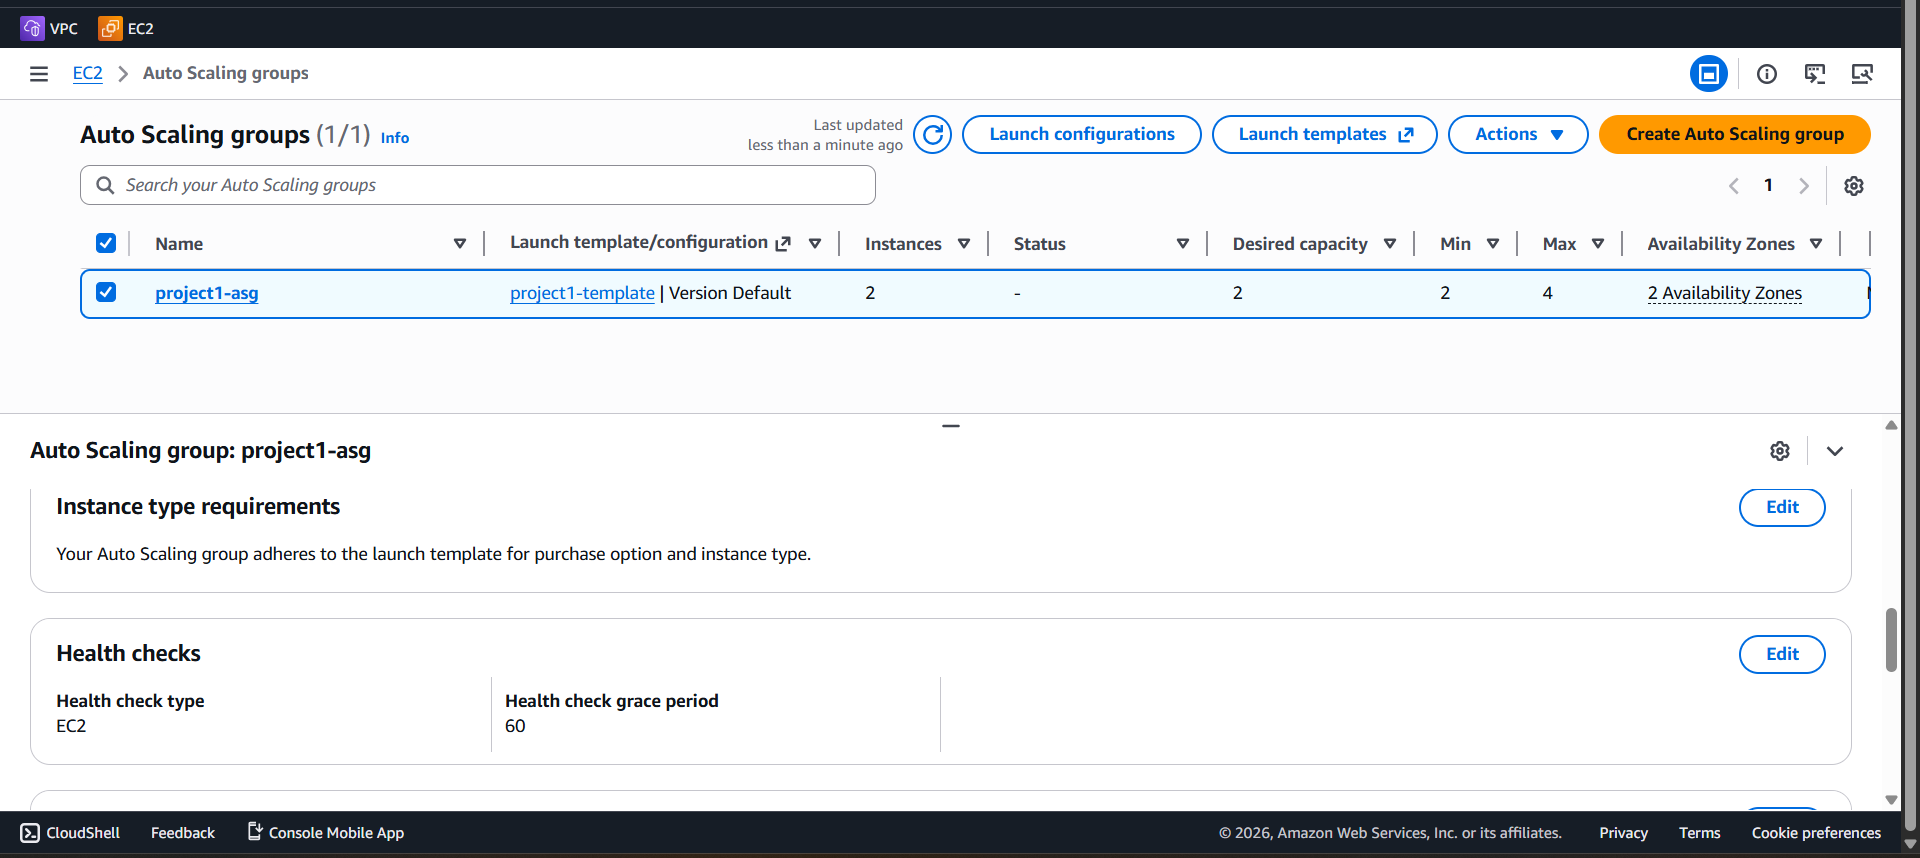 VPC EC2
EC2 Auto Scaling groups
Auto Scaling groups (1/1) Info
Last updated
less than a minute ago
Launch configurations Launch templates Actions Create Auto Scaling group
Search your Auto Scaling groups
1
Name Launch template/configuration Instances Status Desired capacity Min Max Availability Zones
project1-asg project1-template | Version Default 2 - 2 2 4 2 Availability Zones
Auto Scaling group: project1-asg
Instance type requirements Edit
Your Auto Scaling group adheres to the launch template for purchase option and instance type.
Health checks Edit
Health check type Health check grace period
EC2 60
CloudShell Feedback Console Mobile App © 2026, Amazon Web Services, Inc. or its affiliates. Privacy Terms Cookie preferences